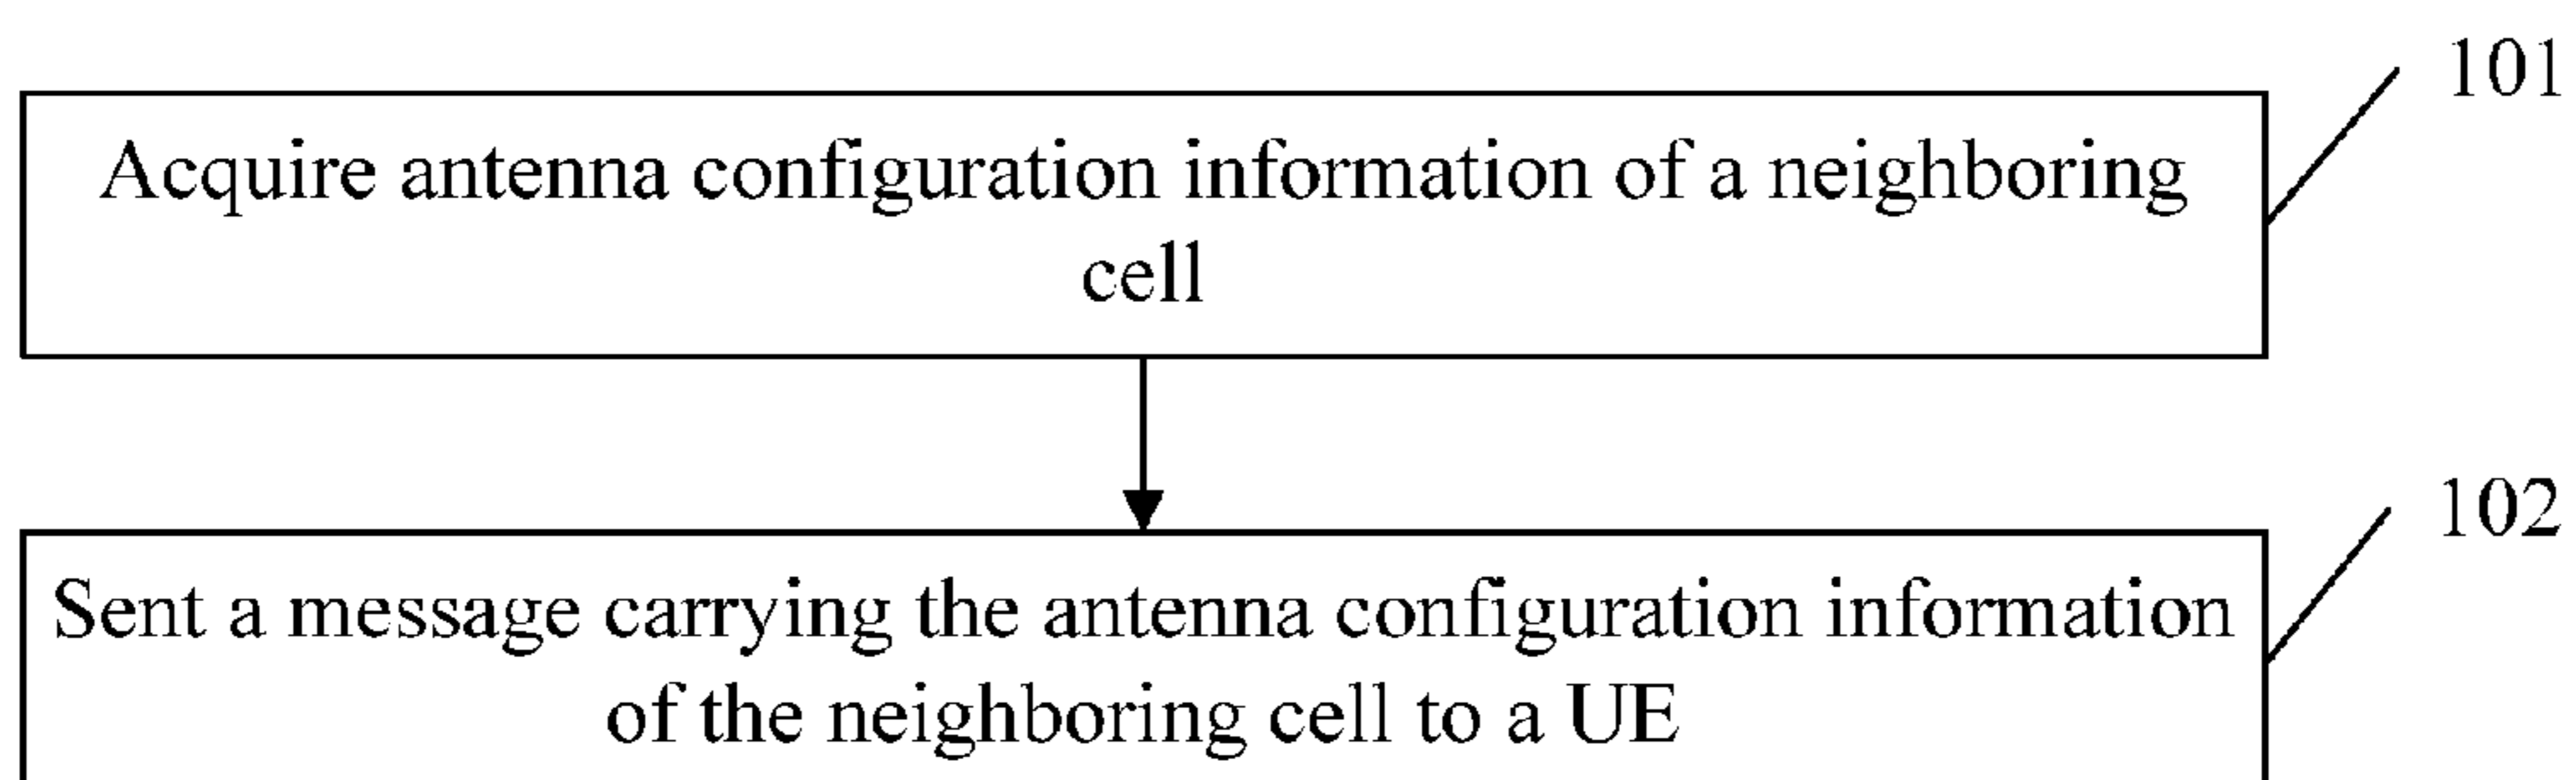 101
Acquire antenna configuration information of a neighboring
cell
102
Sent a message carrying the antenna configuration information
of the neighboring cell to a UE